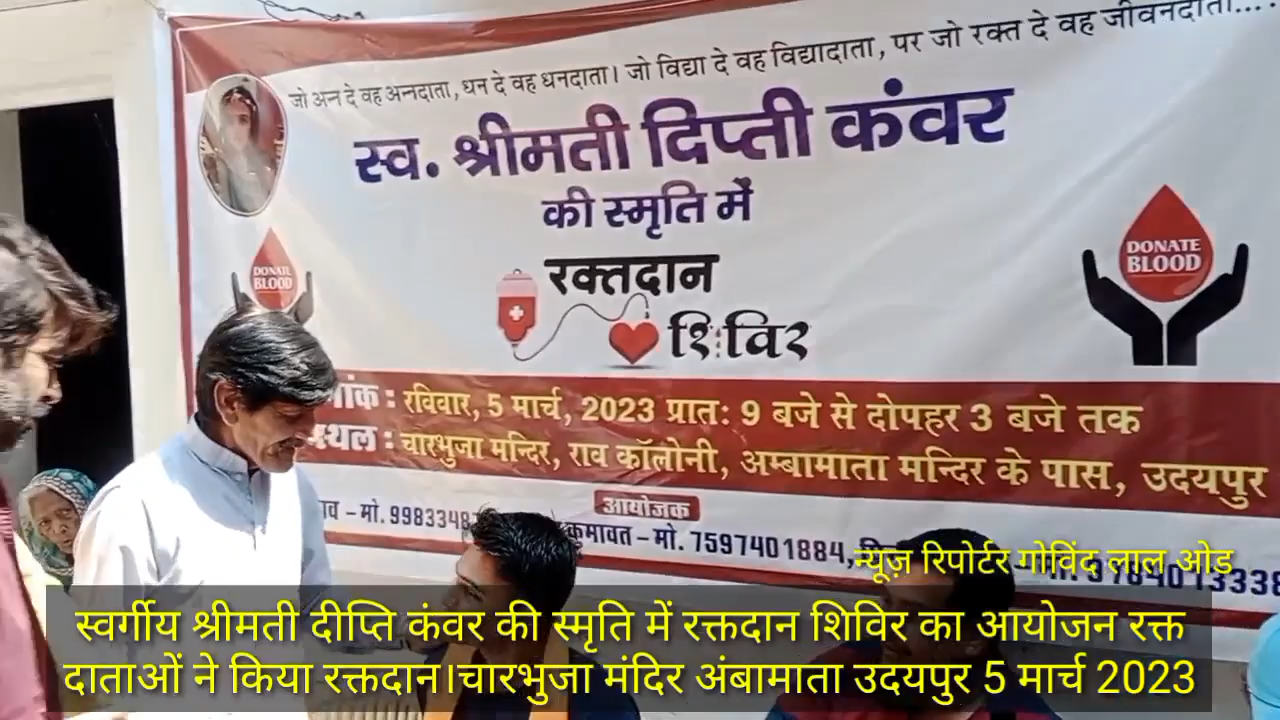 जो अन्न दे वह अन्नदाता, धन दे वह धनदाता। जो विद्या दे वह विद्यादाता, पर जो रक्त दे वह जीवनदाता....
स्व. श्रीमती दिप्ती कंवर
की स्मृति में
रक्तदान
शिविर
DONATE
BLOOD
DONATE
BLOOD
रविवार, 5 मार्च, 2023 प्रातः 9 बजे से दोपहर 3 बजे तक
स्थल : चारभुजा मन्दिर, राव कॉलोनी, अम्बामाता मन्दिर के पास, उदयपुर
आयोजक
मो. 9983348
कुमावत – मो. 7597401884,
न्यूज़ रिपोर्टर गोविंद लाल ओड
स्वर्गीय श्रीमती दीप्ति कंवर की स्मृति में रक्तदान शिविर का आयोजन रक्त
दाताओं ने किया रक्तदान।चारभुजा मंदिर अंबामाता उदयपुर 5 मार्च 2023